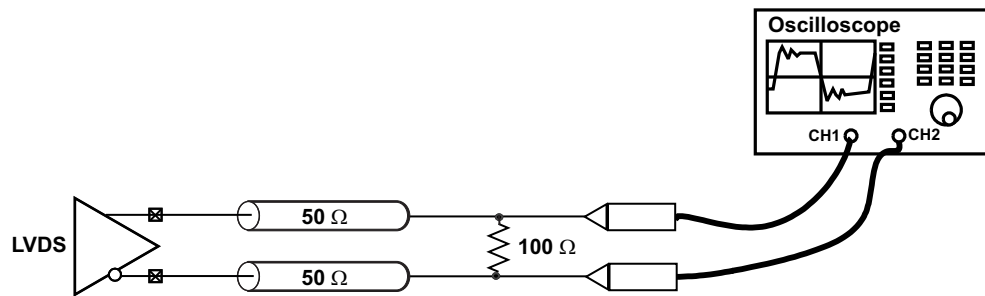 Oscilloscope
CH1
CH2
50 Ω
LVDS
100 Ω
50 Ω